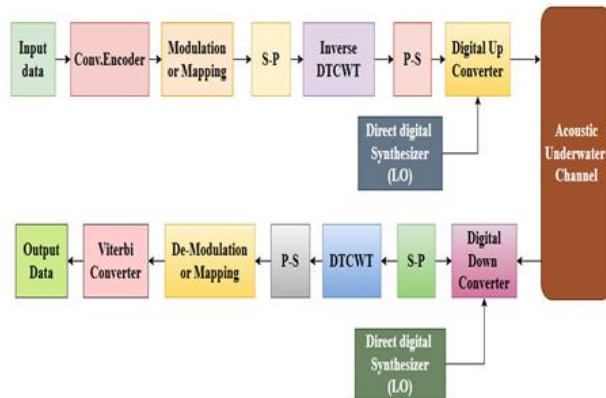 Input
data
Conv.Encoder
Modulation
or Mapping
S-P
Inverse
DTCWT
P-S
Digital Up
Converter
Direct digital
Synthesizer
(LO)
Acoustic
Underwater
Channel
Output
Data
Viterbi
Converter
De-Modulation
or Mapping
P-S
DTCWT
S-P
Digital
Down
Converter
Direct digital
Synthesizer
(LO)